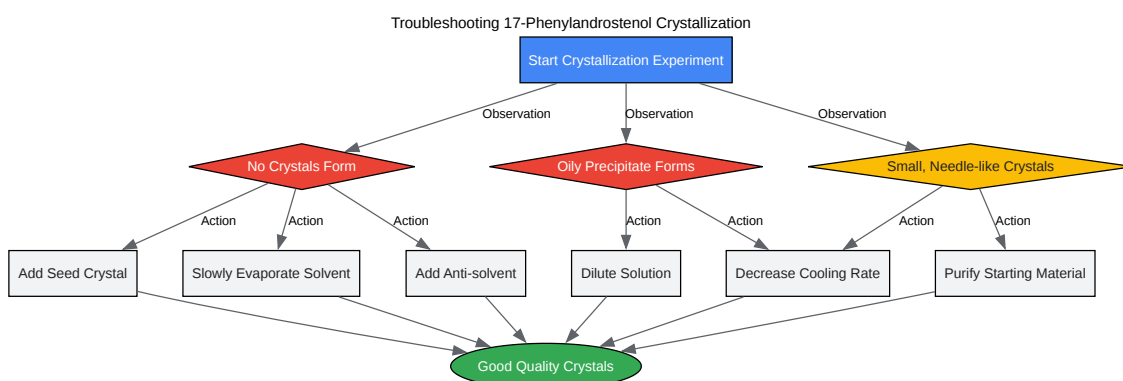 Troubleshooting 17-Phenylandrostenol Crystallization
Start Crystallization Experiment
Observation
Observation
Observation
No Crystals Form
Oily Precipitate Forms
Small, Needle-like Crystals
Action
Action
Action
Action
Action
Action
Action
Add Seed Crystal
Slowly Evaporate Solvent
Add Anti-solvent
Dilute Solution
Decrease Cooling Rate
Purify Starting Material
Good Quality Crystals